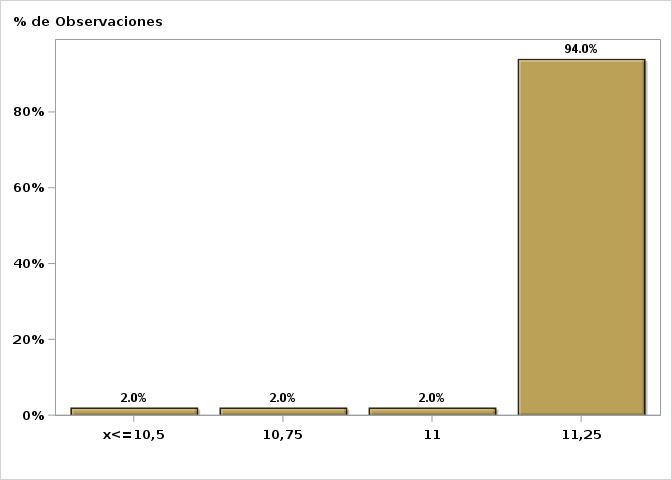 % de Observaciones
94.0%
80%
60%
40%
20%
2.0% 2.0% 2.0%
0%
x<=10,5 10,75 11 11,25